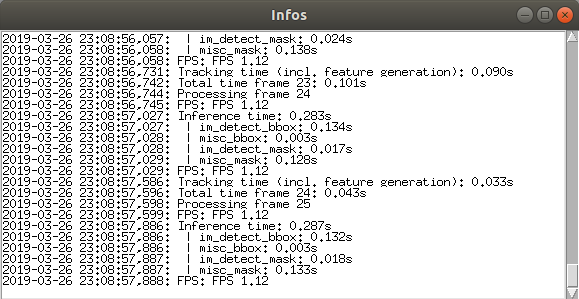 Infos
2019-03-26 23:08:56,057:  | im_detect_mask: 0.024s
2019-03-26 23:08:56,058:  | misc_mask: 0.138s
2019-03-26 23:08:56,058: FPS: FPS 1.12
2019-03-26 23:08:56,731: Tracking time (incl. feature generation): 0.090s
2019-03-26 23:08:56,742: Total time frame 23: 0.101s
2019-03-26 23:08:56,744: Processing frame 24
2019-03-26 23:08:56,745: FPS: FPS 1.12
2019-03-26 23:08:57,027: Inference time: 0.283s
2019-03-26 23:08:57,027:  | im_detect_bbox: 0.134s
2019-03-26 23:08:57,028:  | misc_bbox: 0.003s
2019-03-26 23:08:57,028:  | im_detect_mask: 0.017s
2019-03-26 23:08:57,029:  | misc_mask: 0.128s
2019-03-26 23:08:57,029: FPS: FPS 1.12
2019-03-26 23:08:57,586: Tracking time (incl. feature generation): 0.033s
2019-03-26 23:08:57,596: Total time frame 24: 0.043s
2019-03-26 23:08:57,598: Processing frame 25
2019-03-26 23:08:57,599: FPS: FPS 1.12
2019-03-26 23:08:57,886: Inference time: 0.287s
2019-03-26 23:08:57,886:  | im_detect_bbox: 0.132s
2019-03-26 23:08:57,886:  | misc_bbox: 0.003s
2019-03-26 23:08:57,887:  | im_detect_mask: 0.018s
2019-03-26 23:08:57,887:  | misc_mask: 0.133s
2019-03-26 23:08:57,888: FPS: FPS 1.12